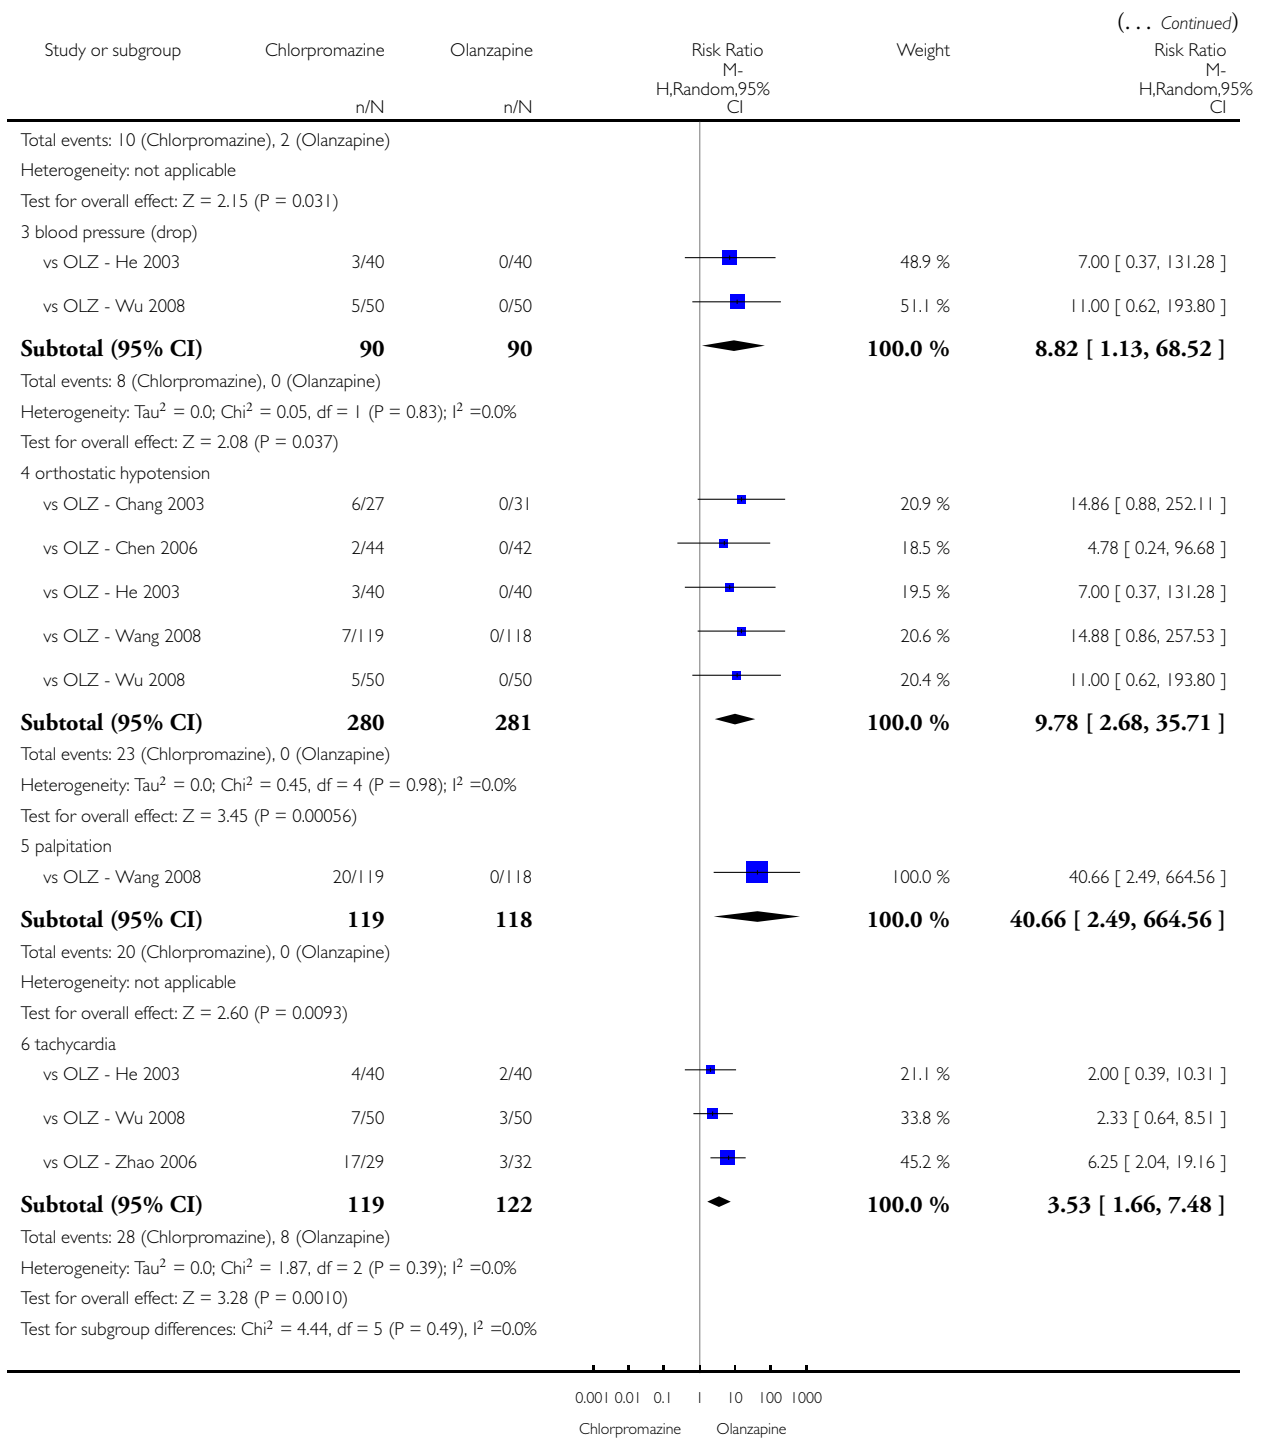 (... Continued)
Study or subgroup Chlorpromazine Olanzapine Risk Ratio Weight Risk Ratio
M- M-
H,Random,95% H,Random,95%
n/N n/N CI CI
Total events: 10 (Chlorpromazine), 2 (Olanzapine)
Heterogeneity: not applicable
Test for overall effect: Z = 2.15 (P = 0.031)
3 blood pressure (drop)
vs OLZ - He 2003 3/40 0/40 48.9 % 7.00 [ 0.37, 131.28 ]
vs OLZ - Wu 2008 5/50 0/50 51.1 % 11.00 [ 0.62, 193.80 ]
Subtotal (95% CI) 90 90 100.0 % 8.82 [ 1.13, 68.52 ]
Total events: 8 (Chlorpromazine), 0 (Olanzapine)
Heterogeneity: Tau² = 0.0; Chi² = 0.05, df = 1 (P = 0.83); I² =0.0%
Test for overall effect: Z = 2.08 (P = 0.037)
4 orthostatic hypotension
vs OLZ - Chang 2003 6/27 0/31 20.9 % 14.86 [ 0.88, 252.11 ]
vs OLZ - Chen 2006 2/44 0/42 18.5 % 4.78 [ 0.24, 96.68 ]
vs OLZ - He 2003 3/40 0/40 19.5 % 7.00 [ 0.37, 131.28 ]
vs OLZ - Wang 2008 7/119 0/118 20.6 % 14.88 [ 0.86, 257.53 ]
vs OLZ - Wu 2008 5/50 0/50 20.4 % 11.00 [ 0.62, 193.80 ]
Subtotal (95% CI) 280 281 100.0 % 9.78 [ 2.68, 35.71 ]
Total events: 23 (Chlorpromazine), 0 (Olanzapine)
Heterogeneity: Tau² = 0.0; Chi² = 0.45, df = 4 (P = 0.98); I² =0.0%
Test for overall effect: Z = 3.45 (P = 0.00056)
5 palpitation
vs OLZ - Wang 2008 20/119 0/118 100.0 % 40.66 [ 2.49, 664.56 ]
Subtotal (95% CI) 119 118 100.0 % 40.66 [ 2.49, 664.56 ]
Total events: 20 (Chlorpromazine), 0 (Olanzapine)
Heterogeneity: not applicable
Test for overall effect: Z = 2.60 (P = 0.0093)
6 tachycardia
vs OLZ - He 2003 4/40 2/40 21.1 % 2.00 [ 0.39, 10.31 ]
vs OLZ - Wu 2008 7/50 3/50 33.8 % 2.33 [ 0.64, 8.51 ]
vs OLZ - Zhao 2006 17/29 3/32 45.2 % 6.25 [ 2.04, 19.16 ]
Subtotal (95% CI) 119 122 100.0 % 3.53 [ 1.66, 7.48 ]
Total events: 28 (Chlorpromazine), 8 (Olanzapine)
Heterogeneity: Tau² = 0.0; Chi² = 1.87, df = 2 (P = 0.39); I² =0.0%
Test for overall effect: Z = 3.28 (P = 0.0010)
Test for subgroup differences: Chi² = 4.44, df = 5 (P = 0.49), I² =0.0%
0.001 0.01 0.1 1 10 100 1000
Chlorpromazine Olanzapine